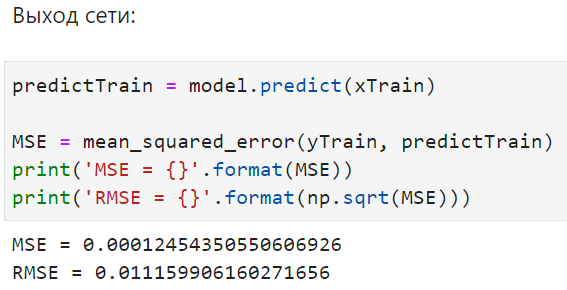 Выход сети:
predictTrain = model.predict(xTrain)
MSE = mean_squared_error(yTrain, predictTrain)
print('MSE = {}'.format(MSE))
print('RMSE = {}'.format(np.sqrt(MSE)))
MSE = 0.00012454350550606926
RMSE = 0.011159906160271656